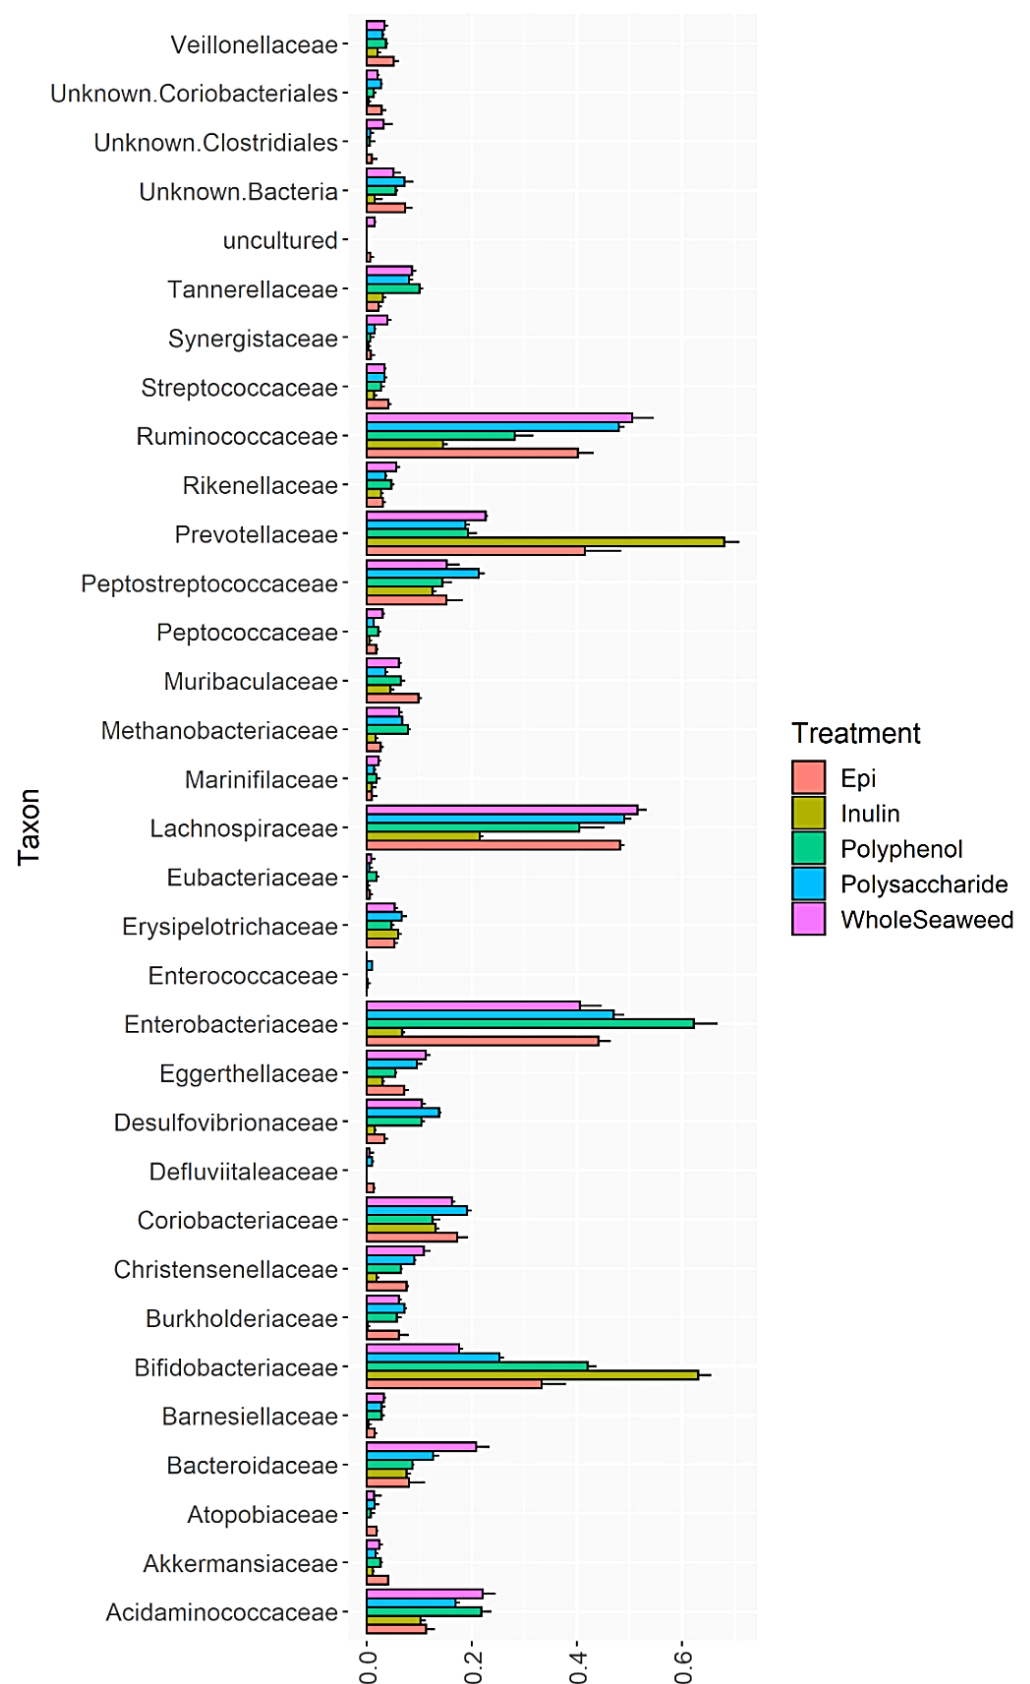 Veillonellaceae
Unknown.Coriobacteriales
Unknown.Clostridiales
Unknown.Bacteria
uncultured
Tannerellaceae
Synergistaceae
Streptococcaceae
Ruminococcaceae
Rikenellaceae
Prevotellaceae
Peptostreptococcaceae
Peptococcaceae
Muribaculaceae
Methanobacteriaceae
Marinifilaceae
Lachnospiraceae
Eubacteriaceae
Erysipelotrichaceae
Enterococcaceae
Enterobacteriaceae
Eggerthellaceae
Desulfovibrionaceae
Defluviitaleaceae
Coriobacteriaceae
Christensenellaceae
Burkholderiaceae
Bifidobacteriaceae
Barnesiellaceae
Bacteroidaceae
Atopobiaceae
Akkermansiaceae
Acidaminococcaceae
Taxon
0.0
0.2
0.4
0.6
Treatment
Epi
Inulin
Polyphenol
Polysaccharide
WholeSeaweed